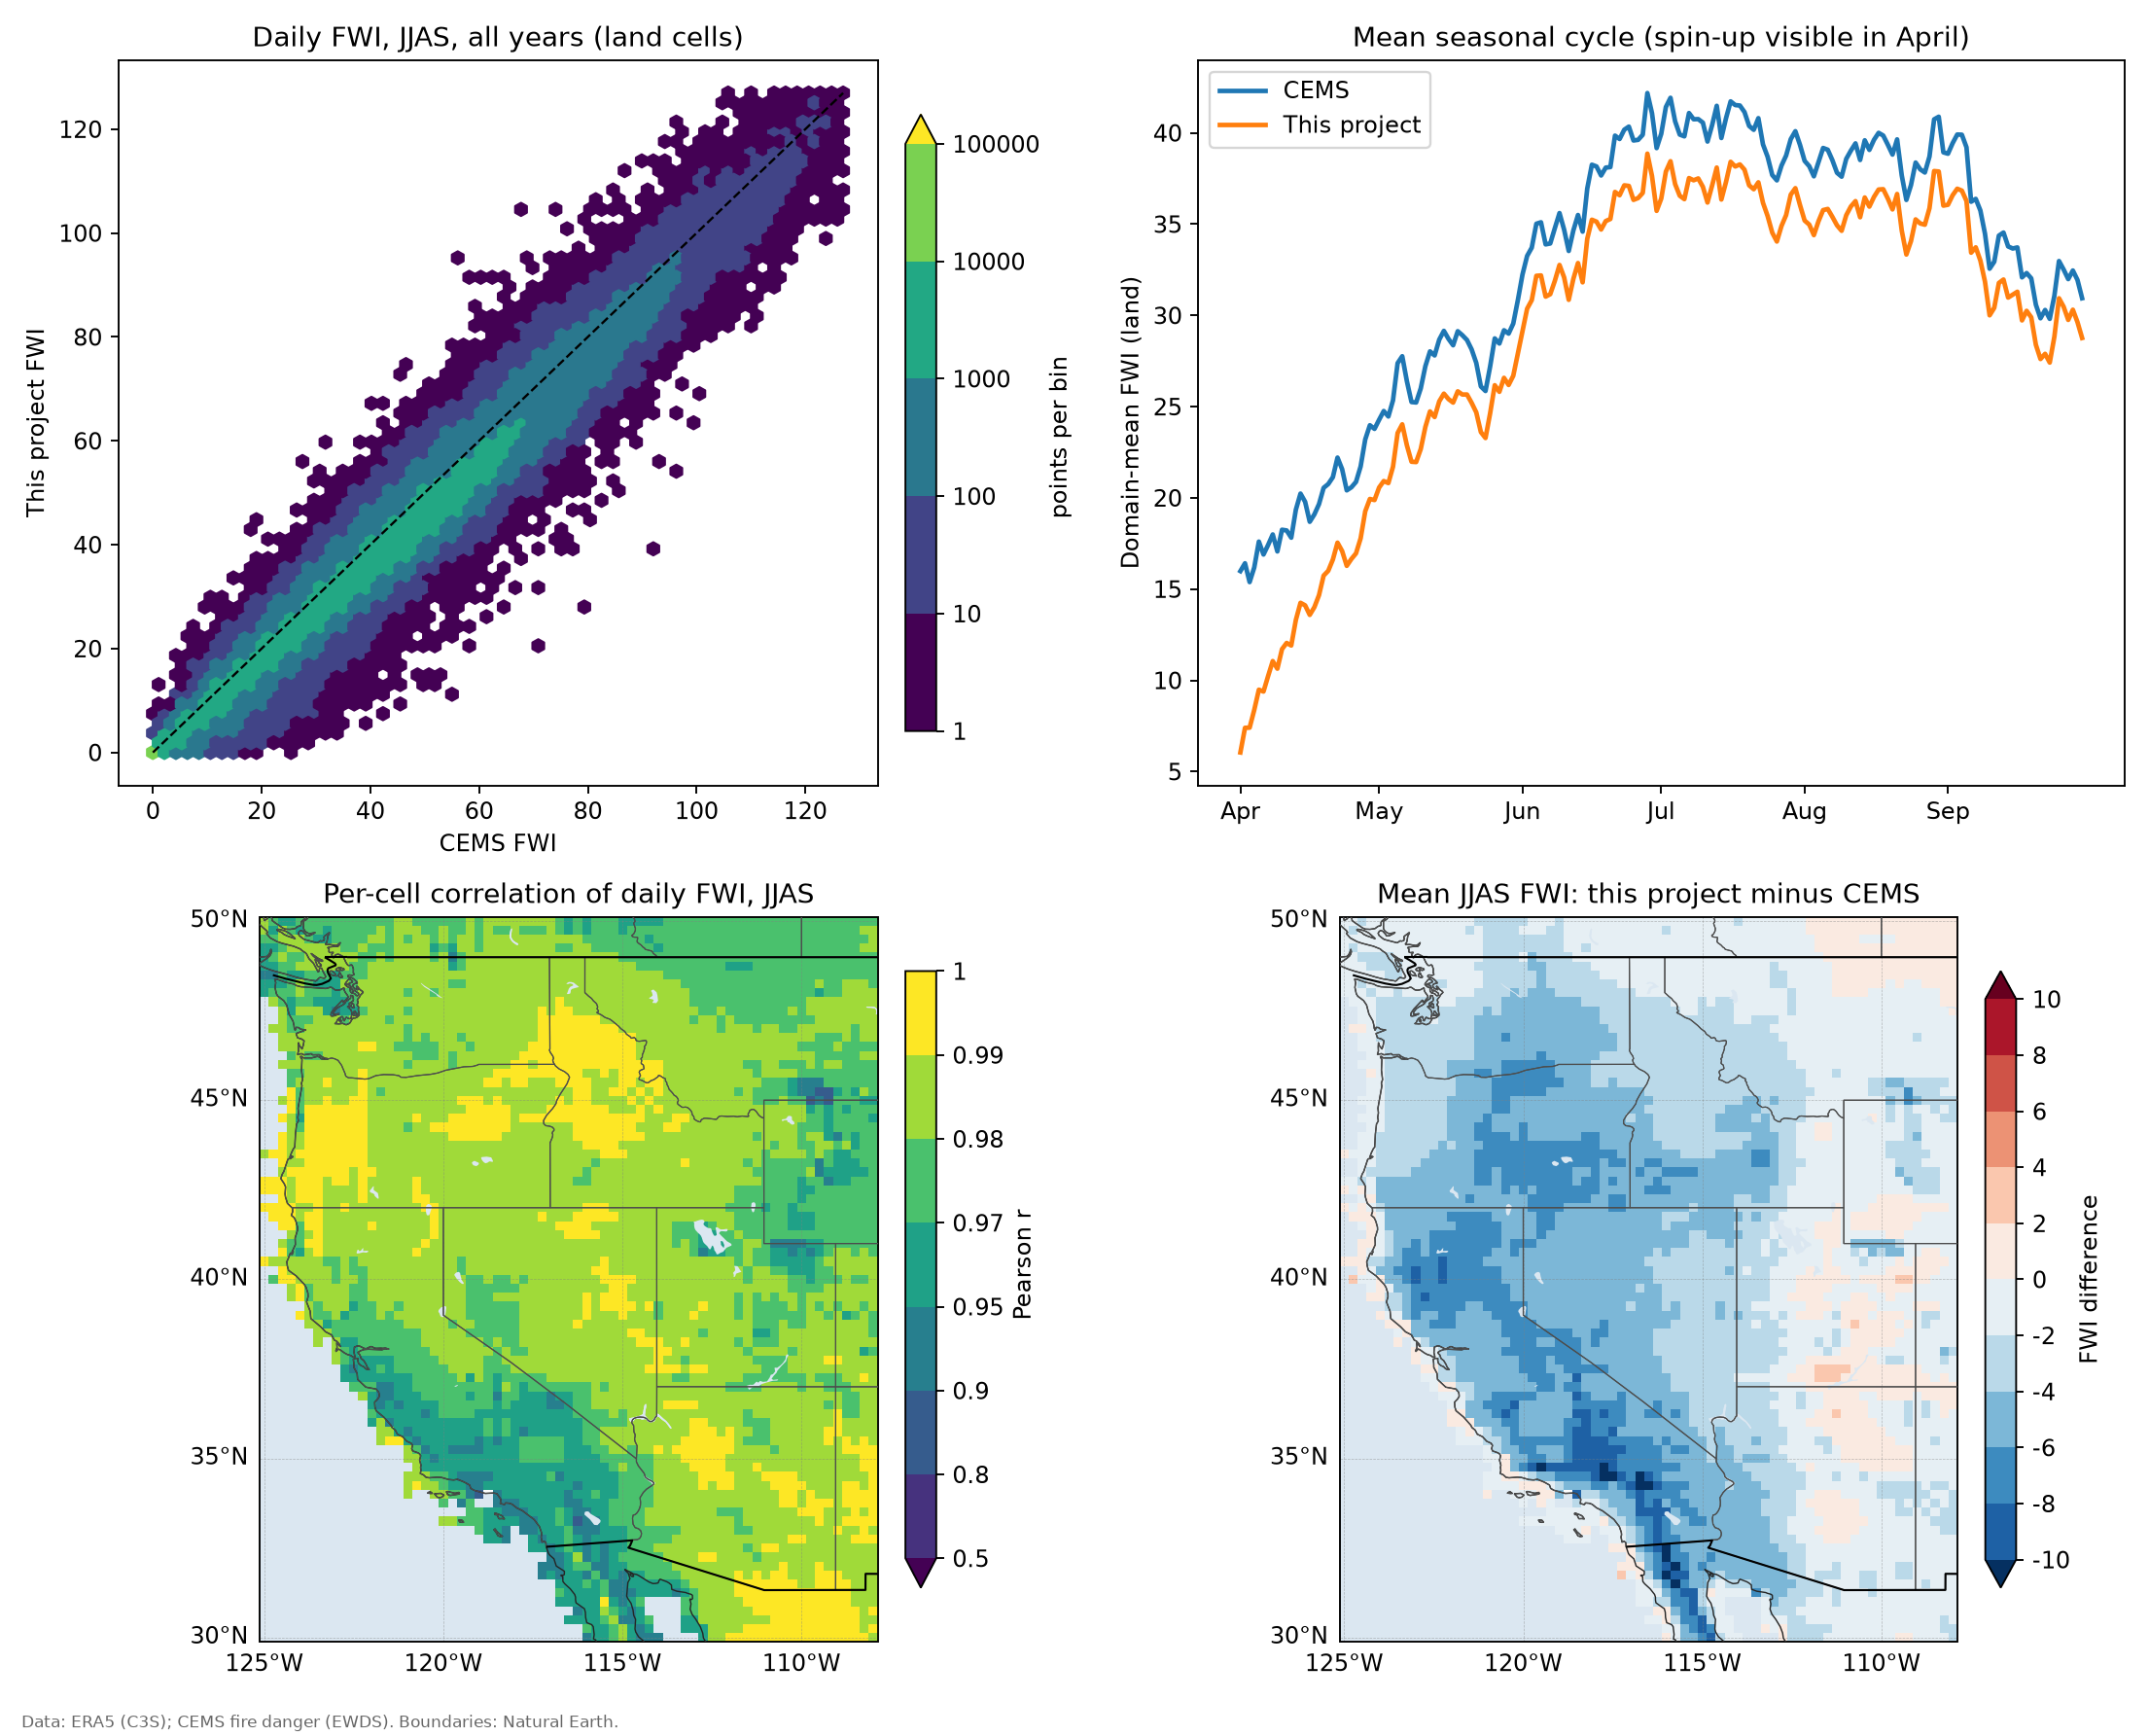 Daily FWI, JJAS, all years (land cells)
This project FWI
120
100
80
60
40
20
0
0 20 40 60 80 100 120
CEMS FWI
100000
10000
1000
100
10
1
points per bin
Mean seasonal cycle (spin-up visible in April)
CEMS
This project
Domain-mean FWI (land)
40
35
30
25
20
15
10
5
Apr May Jun Jul Aug Sep
Per-cell correlation of daily FWI, JJAS
50°N
45°N
40°N
35°N
30°N
125°W 120°W 115°W 110°W
1
0.99
0.98
0.97
0.95
0.9
0.8
0.5
Pearson r
Mean JJAS FWI: this project minus CEMS
50°N
45°N
40°N
35°N
30°N
125°W 120°W 115°W 110°W
10
8
6
4
2
0
-2
-4
-6
-8
-10
FWI difference
Data: ERA5 (C3S); CEMS fire danger (EWDS). Boundaries: Natural Earth.